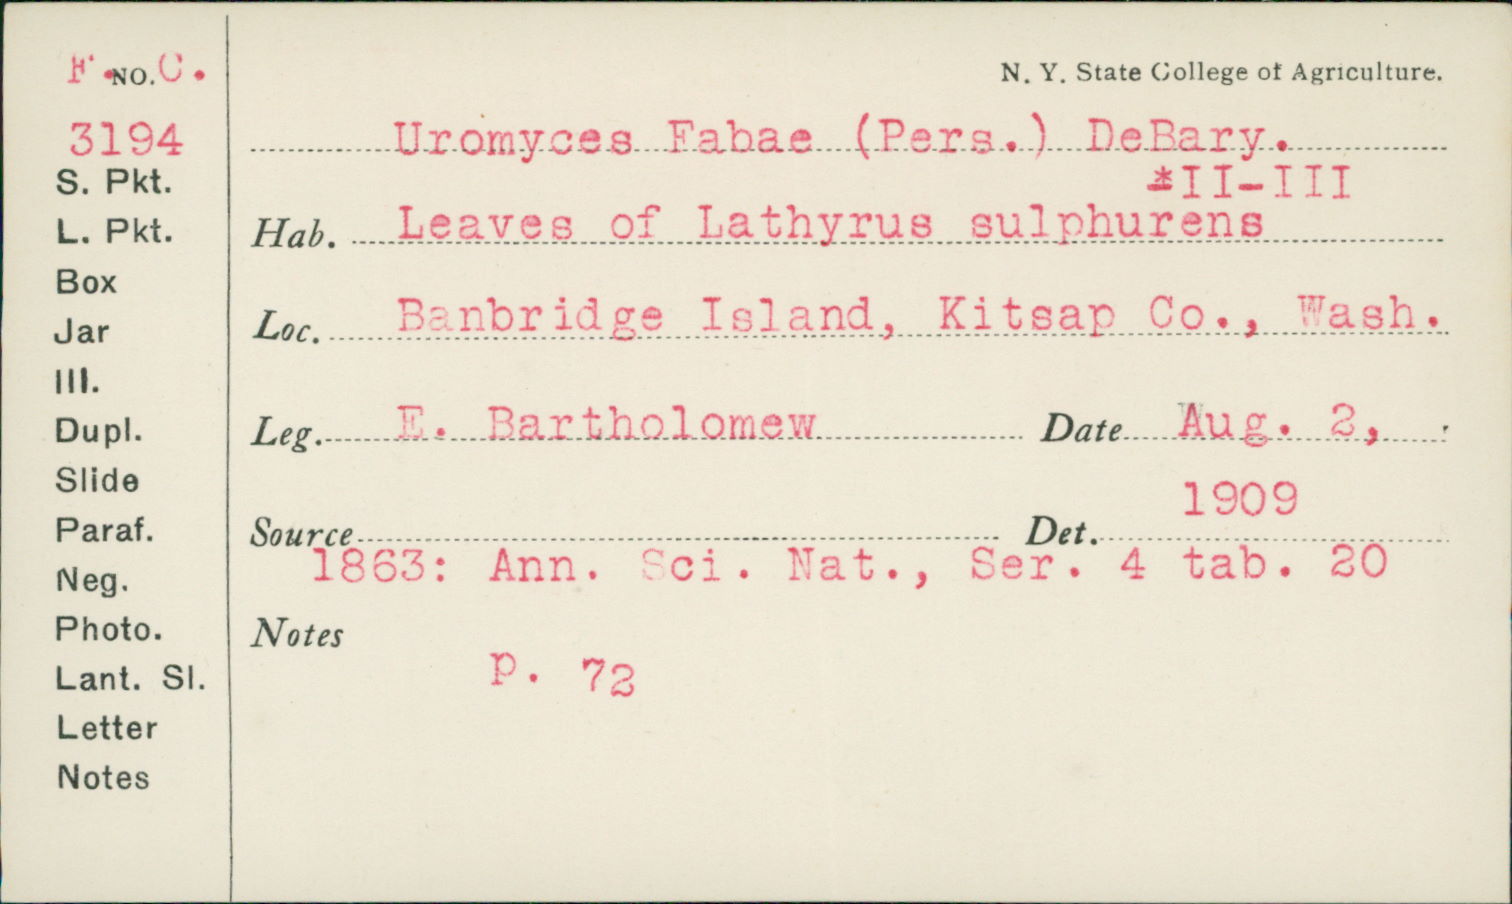 F. NO. C.
3194
S. Pkt.
L. Pkt.
Box
Jar
Ill.
Dupl.
Slide
Paraf.
Neg.
Photo.
Lant. Sl.
Letter
Notes
N. Y. State College of Agriculture.
Uromyces Fabae (Pers.) DeBary.
*II-III
Hab. Leaves of Lathyrus sulphurens
Loc. Banbridge Island, Kitsap Co., Wash.
Leg. E. Bartholomew Date Aug. 2,
1909
Source Det.
1863: Ann. Sci. Nat., Ser. 4 tab. 20
Notes
p. 72